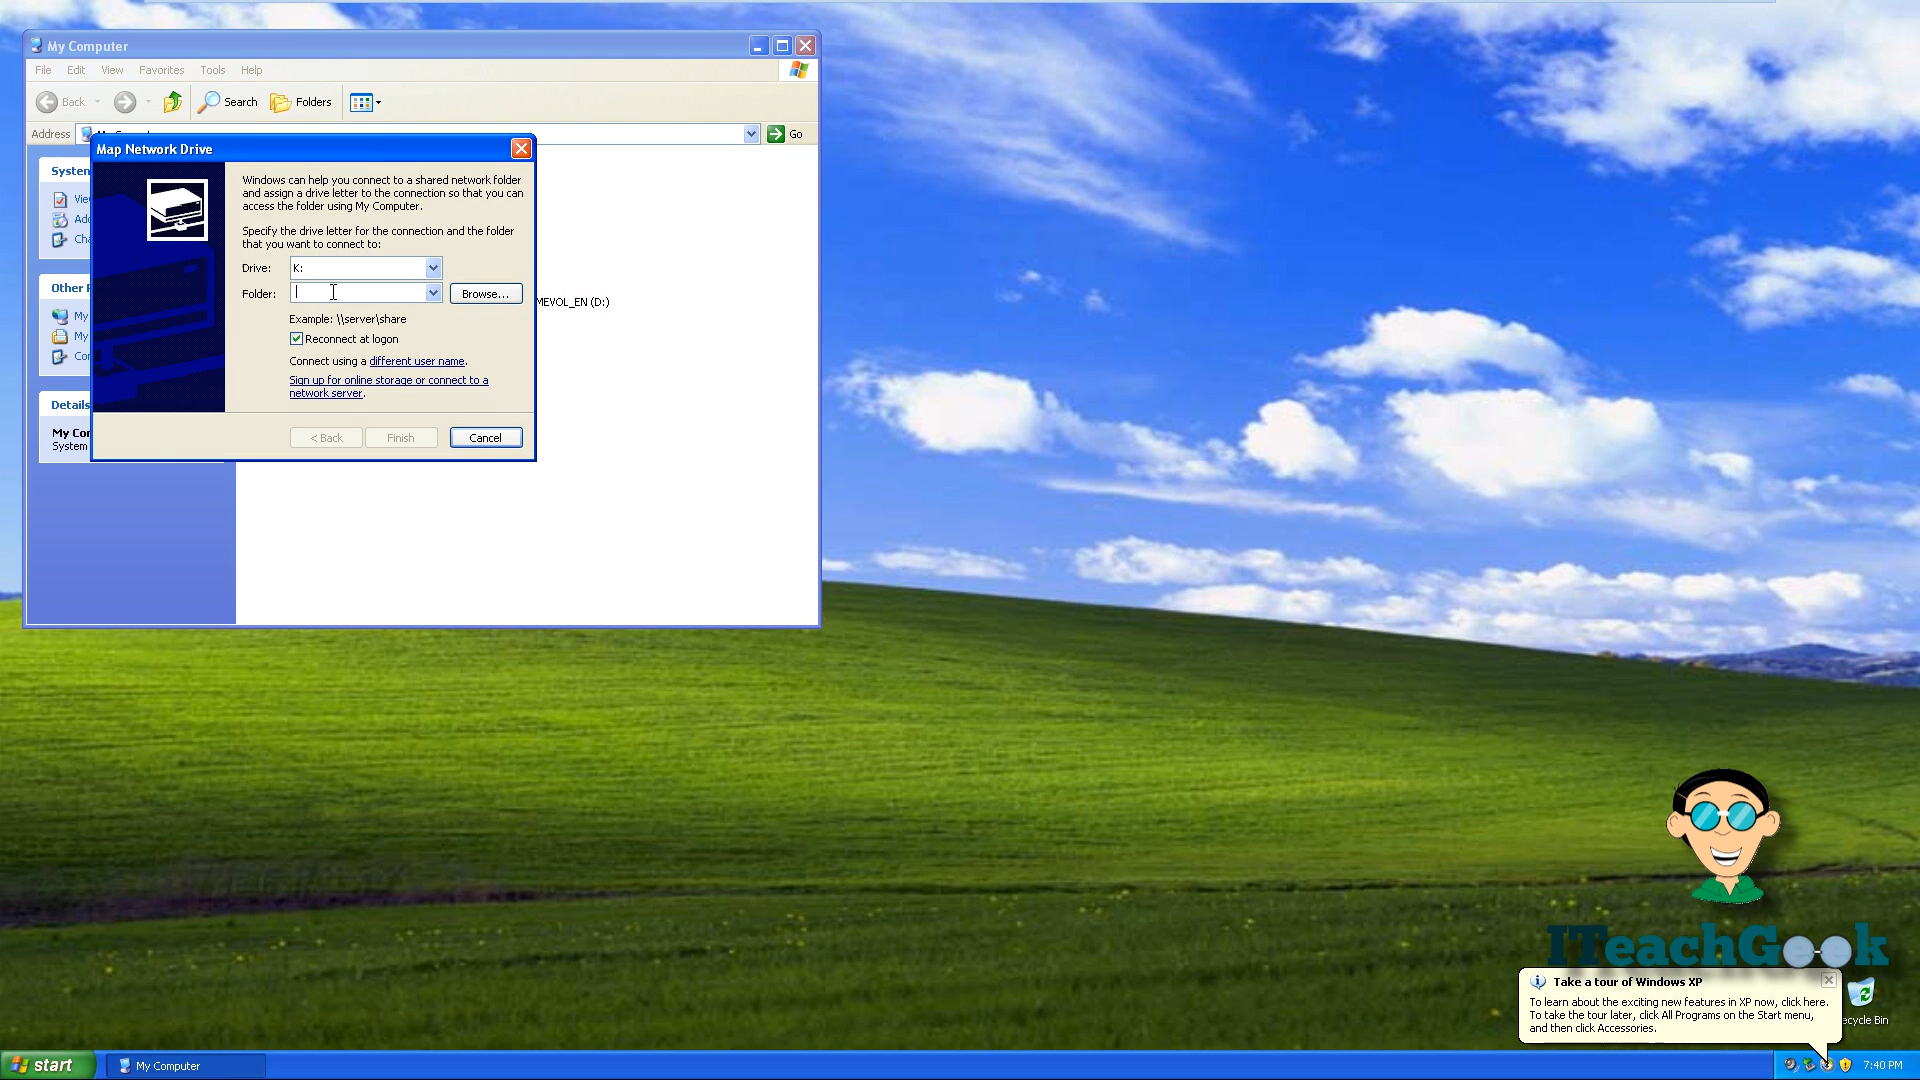 My Computer
File Edit View Favorites Tools Help
Back Search Folders
Address Go
Map Network Drive
Windows can help you connect to a shared network folder
and assign a drive letter to the connection so that you can
access the folder using My Computer.
Specify the drive letter for the connection and the folder
that you want to connect to:
Drive: K:
Folder: Browse...
Example: \\server\share
Reconnect at logon
Connect using a different user name.
Sign up for online storage or connect to a
network server.
< Back Finish Cancel
System
Other
My
My
Details
My
System
MEVOL_EN (D:)
ITeachGeek
Take a tour of Windows XP
To learn about the exciting new features in XP now, click here.
To take the tour later, click All Programs on the Start menu,
and then click Accessories.
ecycle Bin
start My Computer 7:40 PM